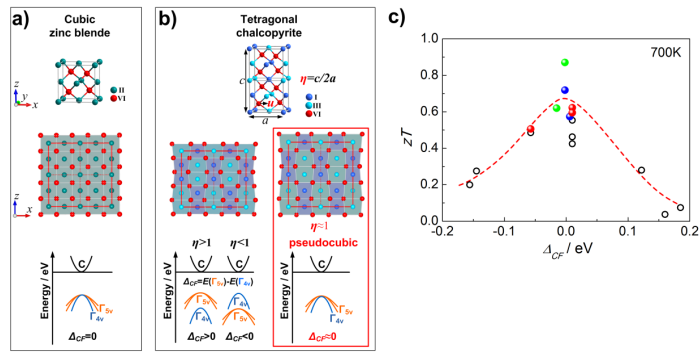 a)
Cubic
zinc blende
z
y
x
II
VI
z
x
Energy / eV
C
Γ5v
Γ4v
ΔCF=0
b)
Tetragonal
chalcopyrite
η=c/2a
c
u
a
I
III
VI
η≈1
pseudocubic
η>1
η<1
Energy / eV
C
C
ΔCF=E(Γ5v)-E(Γ4v)
Γ5v
Γ4v
Γ4v
Γ5v
ΔCF>0
ΔCF<0
Energy / eV
C
Γ5v
Γ4v
ΔCF≈0
c)
700K
zT
1.0
0.8
0.6
0.4
0.2
0.0
-0.2
-0.1
0.0
0.1
0.2
ΔCF / eV